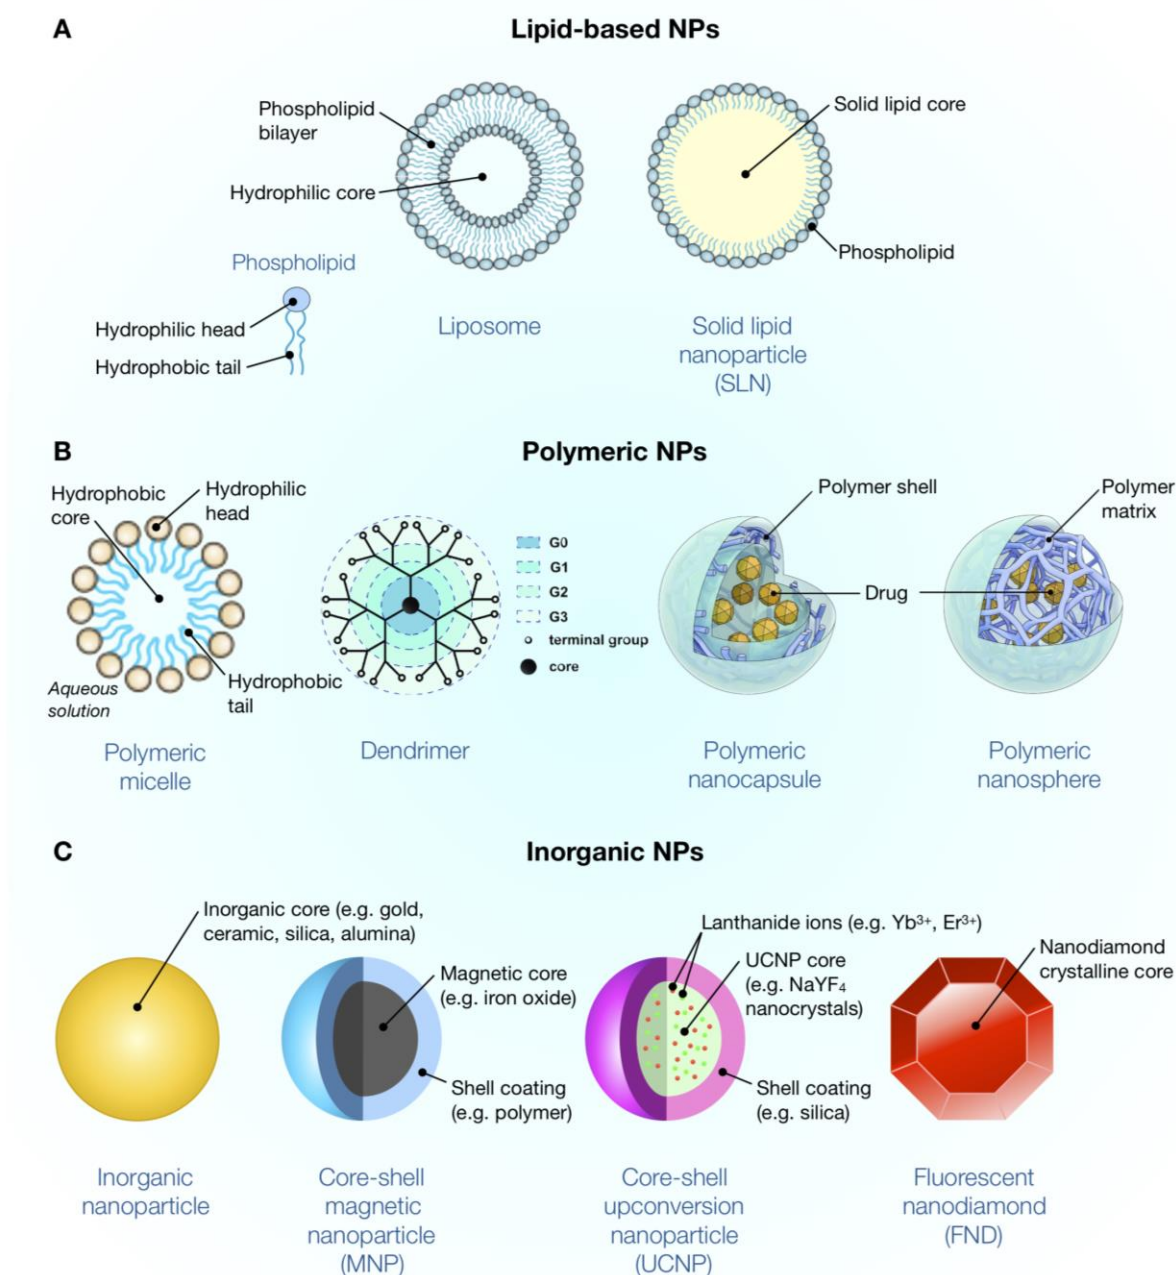 A
Lipid-based NPs
Phospholipid
bilayer
Hydrophilic core
Solid lipid core
Phospholipid
Phospholipid
Hydrophilic head
Hydrophobic tail
Liposome
Solid lipid
nanoparticle
(SLN)
B
Polymeric NPs
Hydrophobic
core
Hydrophilic
head
Hydrophobic
tail
Aqueous
solution
Polymeric
micelle
G0
G1
G2
G3
terminal group
core
Dendrimer
Polymer shell
Drug
Polymer
matrix
Polymeric
nanocapsule
Polymeric
nanosphere
C
Inorganic NPs
Inorganic core (e.g. gold,
ceramic, silica, alumina)
Magnetic core
(e.g. iron oxide)
Shell coating
(e.g. polymer)
Lanthanide ions (e.g. Yb³⁺, Er³⁺)
UCNP core
(e.g. NaYF₄
nanocrystals)
Shell coating
(e.g. silica)
Nanodiamond
crystalline core
Inorganic
nanoparticle
Core-shell
magnetic
nanoparticle
(MNP)
Core-shell
upconversion
nanoparticle
(UCNP)
Fluorescent
nanodiamond
(FND)